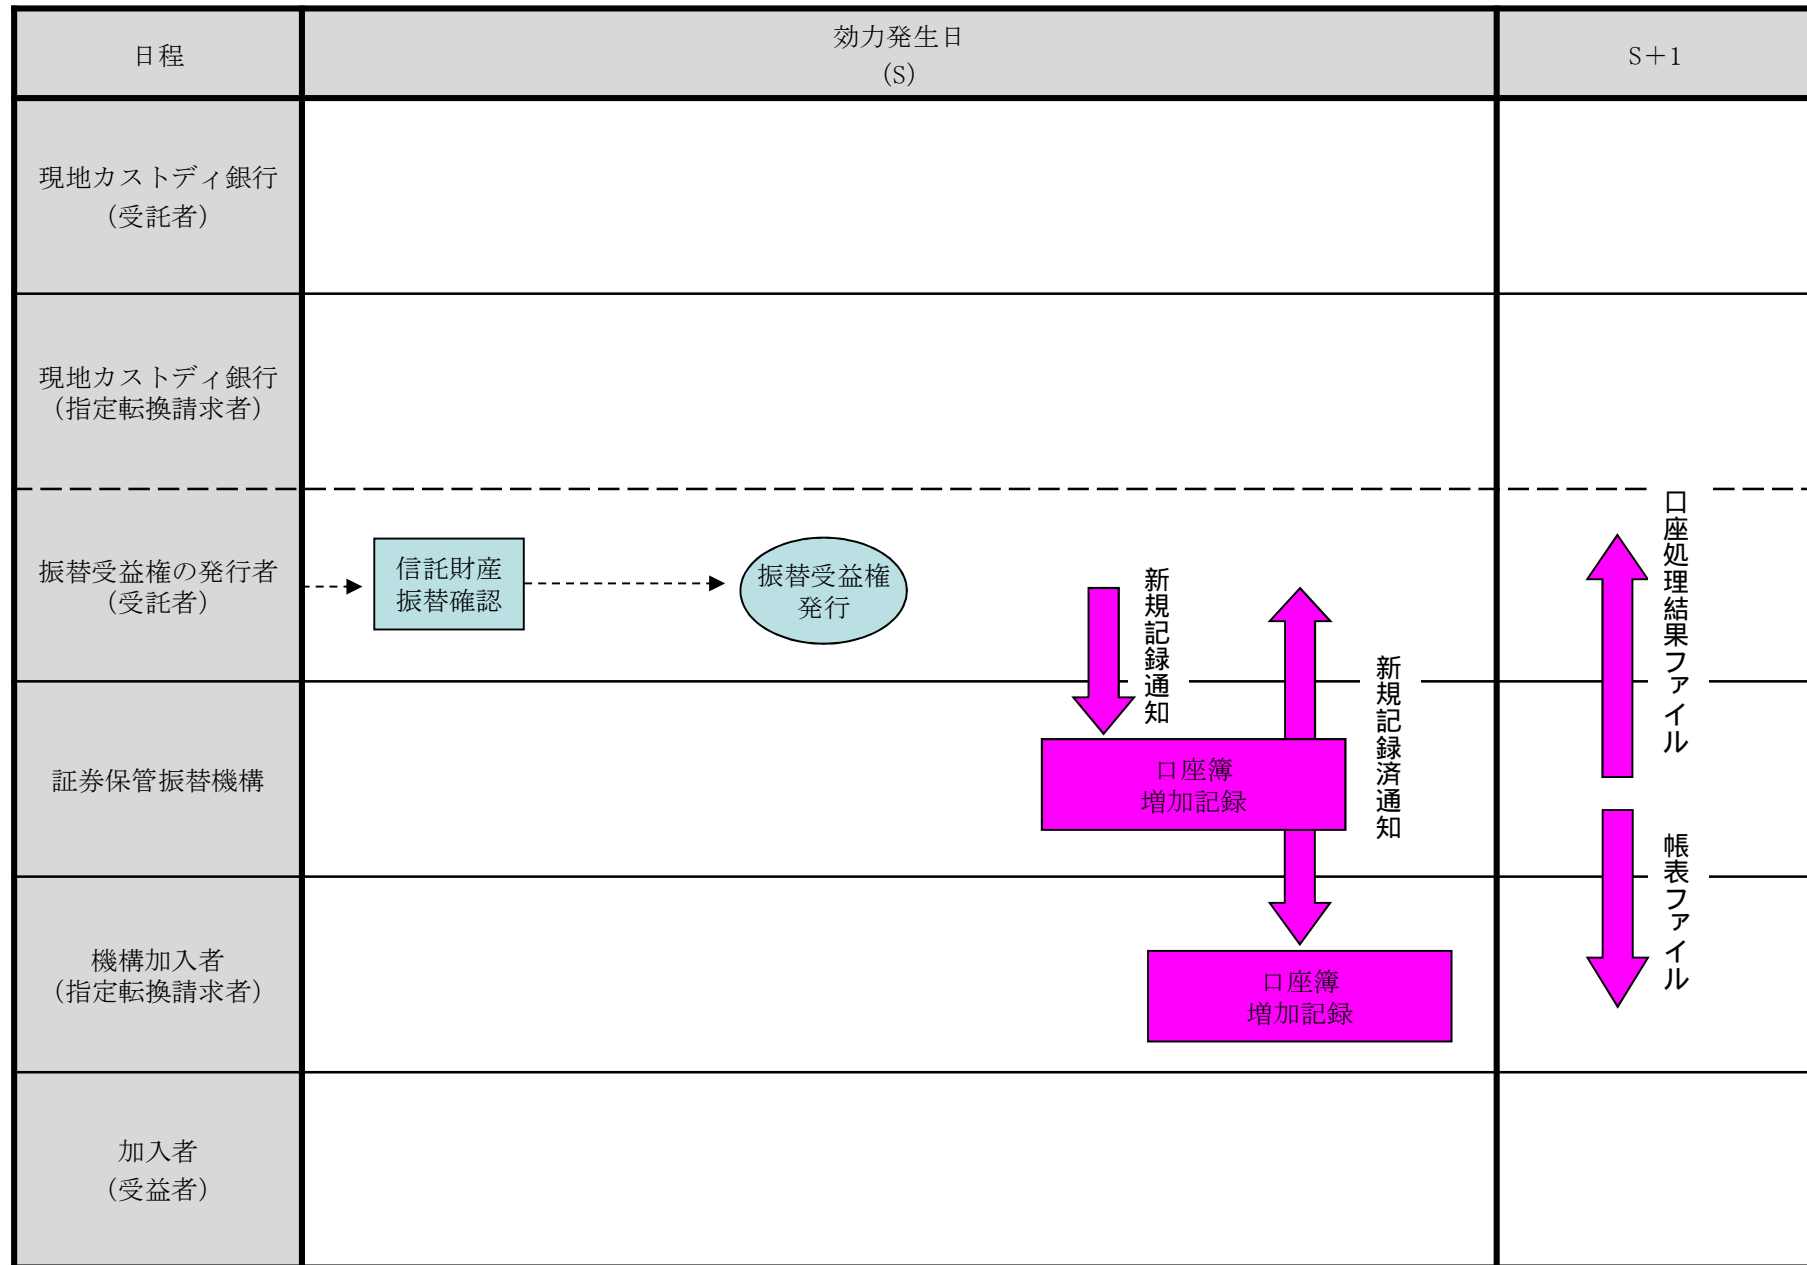 日程
効力発生日
(S)
S+1
現地カストディ銀行
（受託者）
現地カストディ銀行
（指定転換請求者）
振替受益権の発行者
（受託者）
信託財産
振替確認
振替受益権
発行
新規記録通知
新規記録済通知
口座処理結果ファイル
証券保管振替機構
口座簿
増加記録
帳表ファイル
機構加入者
（指定転換請求者）
口座簿
増加記録
加入者
（受益者）